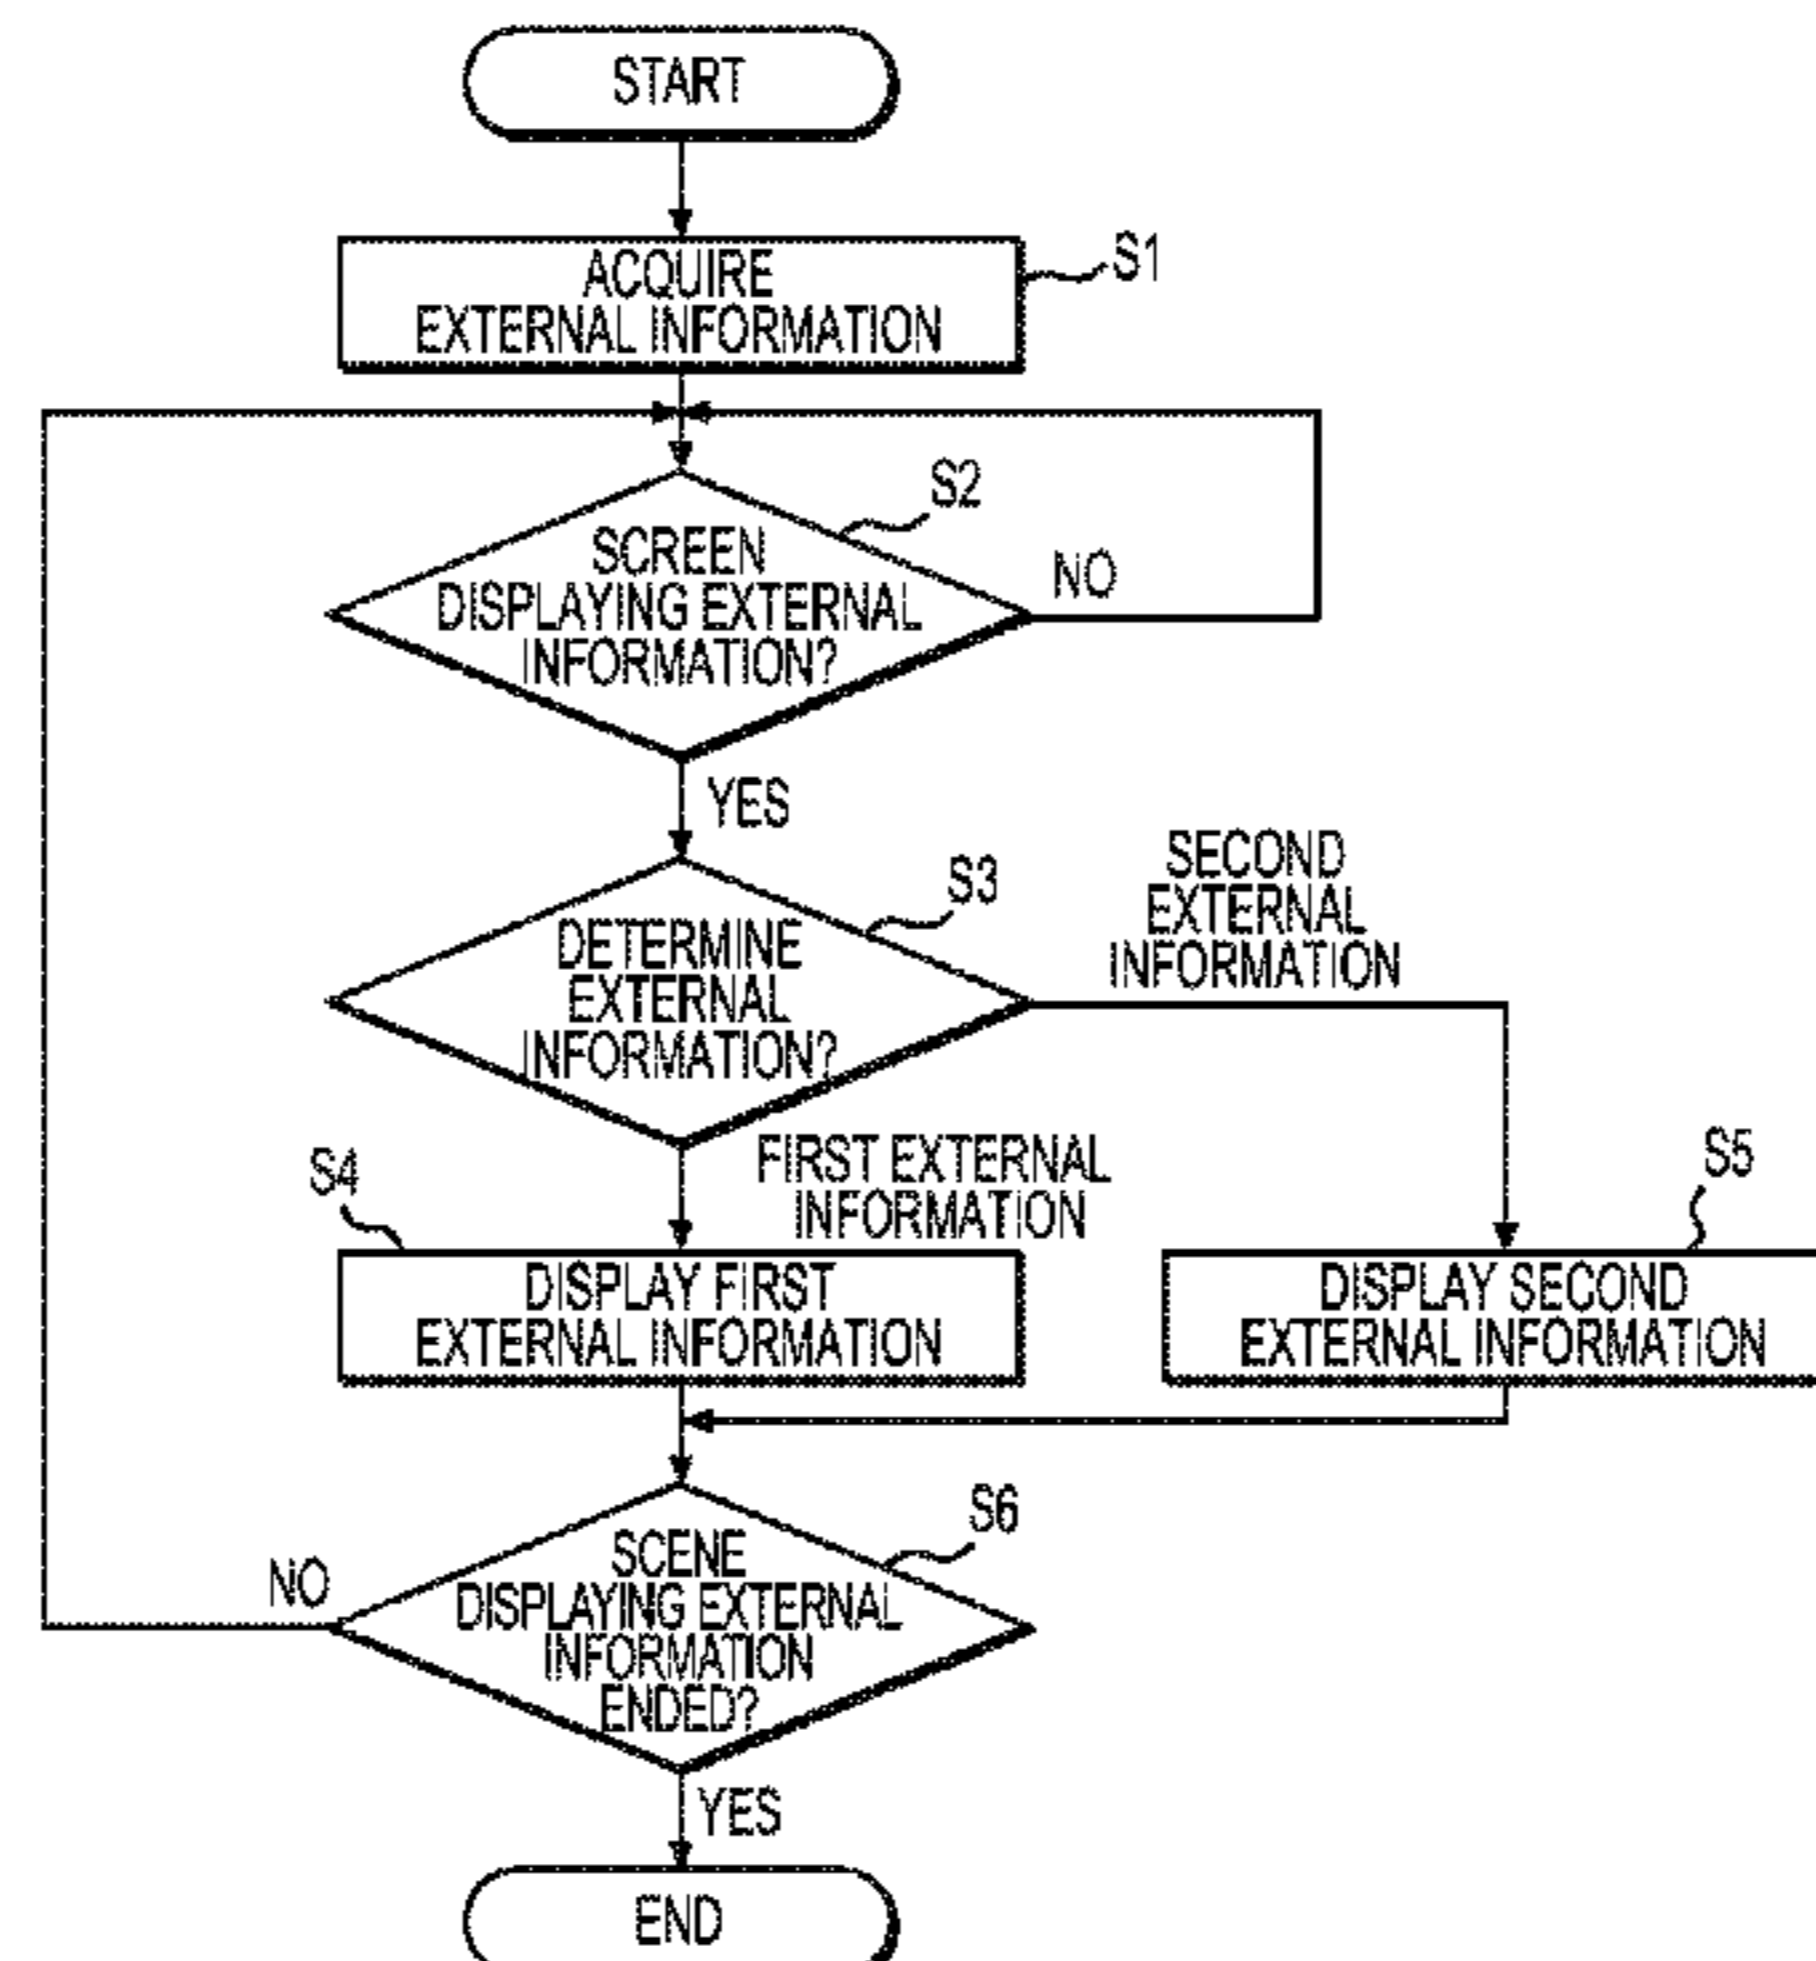 START
ACQUIRE
EXTERNAL INFORMATION
S1
S2
SCREEN
DISPLAYING EXTERNAL
INFORMATION?
NO
YES
S3
DETERMINE
EXTERNAL
INFORMATION?
SECOND
EXTERNAL
INFORMATION
FIRST EXTERNAL
INFORMATION
S4
DISPLAY FIRST
EXTERNAL INFORMATION
S5
DISPLAY SECOND
EXTERNAL INFORMATION
S6
SCENE
DISPLAYING EXTERNAL
INFORMATION
ENDED?
NO
YES
END